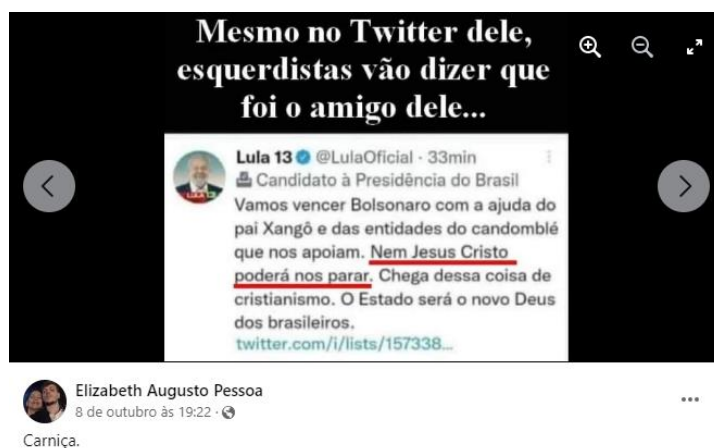 Mesmo no Twitter dele,
esquerdistas vão dizer que
foi o amigo dele...
Lula 13 @LulaOficial · 33min
Candidato à Presidência do Brasil
Vamos vencer Bolsonaro com a ajuda do
pai Xangô e das entidades do candomblé
que nos apoiam. Nem Jesus Cristo
poderá nos parar. Chega dessa coisa de
cristianismo. O Estado será o novo Deus
dos brasileiros.
twitter.com/i/lists/157338...
Elizabeth Augusto Pessoa
8 de outubro às 19:22 ·
Carniça.